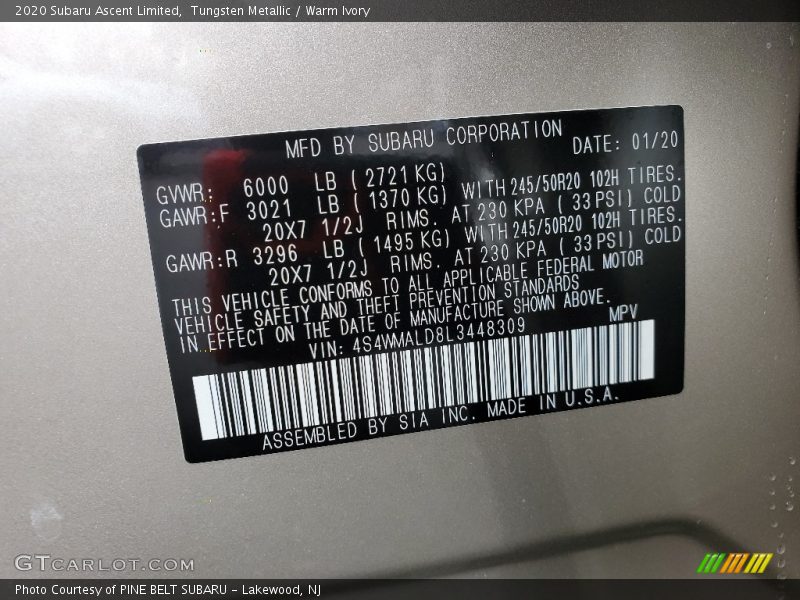 2020 Subaru Ascent Limited,  Tungsten Metallic / Warm Ivory
MFD BY SUBARU CORPORATION
DATE: 01/20
GVWR: 6000 LB ( 2721 KG)
GAWR:F 3021 LB ( 1370 KG) WITH 245/50R20 102H TIRES.
20X7 1/2J RIMS. AT 230 KPA ( 33 PSI) COLD
GAWR:R 3296 LB ( 1495 KG) WITH 245/50R20 102H TIRES.
20X7 1/2J RIMS. AT 230 KPA ( 33 PSI) COLD
THIS VEHICLE CONFORMS TO ALL APPLICABLE FEDERAL MOTOR
VEHICLE SAFETY AND THEFT PREVENTION STANDARDS
IN EFFECT ON THE DATE OF MANUFACTURE SHOWN ABOVE.
VIN: 4S4WMALD8L3448309 MPV
ASSEMBLED BY SIA INC. MADE IN U.S.A.
GTCARLOT.COM
Photo Courtesy of PINE BELT SUBARU - Lakewood, NJ